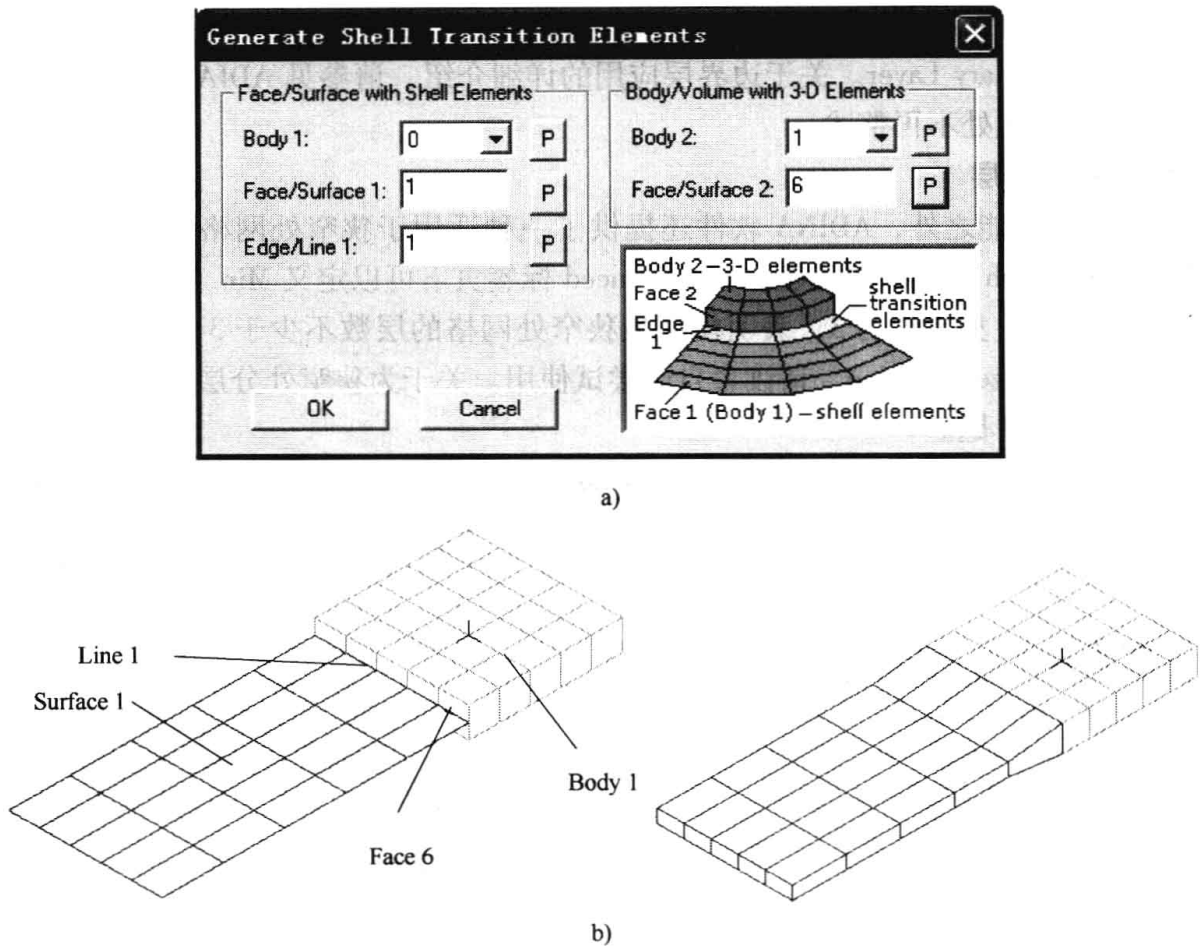 Generate Shell Transition Elements
Face/Surface with Shell Elements
Body 1:
0
P
Face/Surface 1:
1
P
Edge/Line 1:
1
P
Body/Volume with 3-D Elements
Body 2:
1
P
Face/Surface 2:
6
P
Body 2–3-D elements
Face 2
Edge
1
shell
transition
elements
Face 1 (Body 1) – shell elements
OK
Cancel
a)
Line 1
Surface 1
Body 1
Face 6
b)